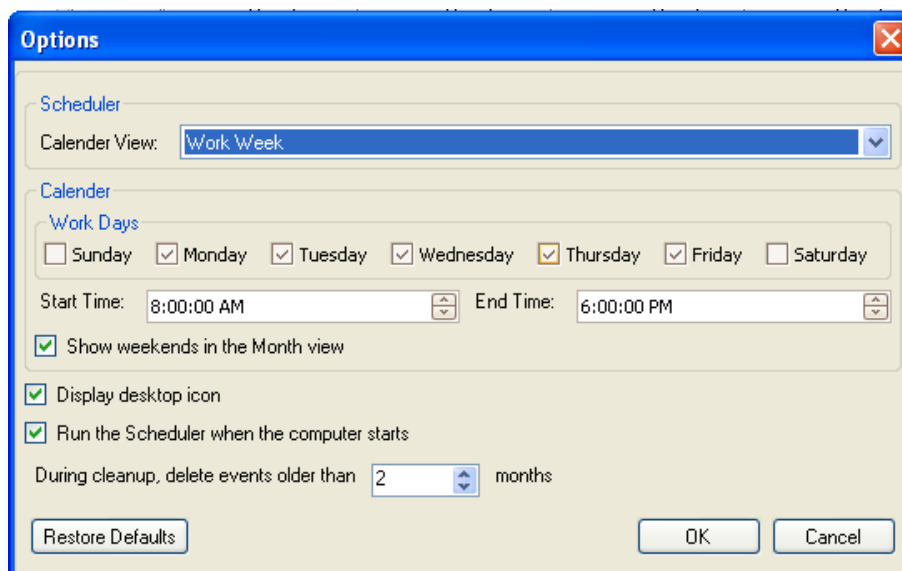 Options
Scheduler
Calender View: Work Week
Calender
Work Days
Sunday Monday Tuesday Wednesday Thursday Friday Saturday
Start Time: 8:00:00 AM End Time: 6:00:00 PM
Show weekends in the Month view
Display desktop icon
Run the Scheduler when the computer starts
During cleanup, delete events older than 2 months
Restore Defaults OK Cancel